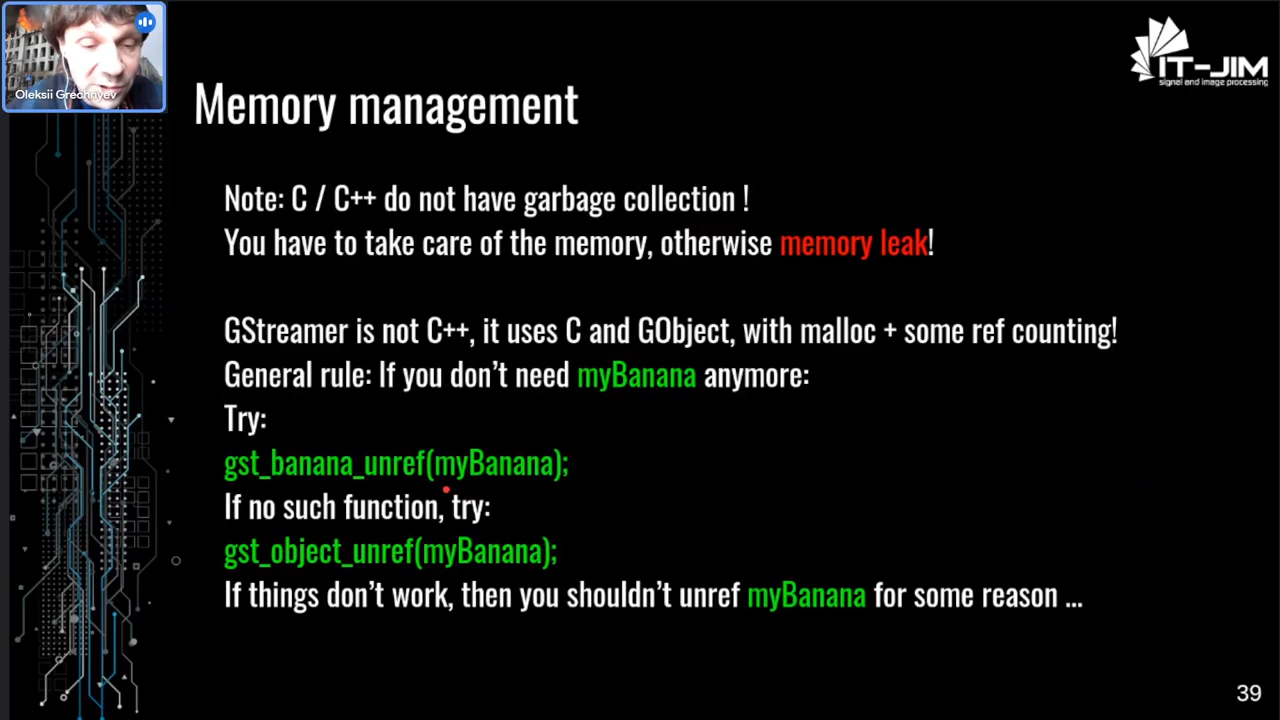 Oleksii Grechnyev
IT-JIM
signal and image processing
Memory management
Note: C / C++ do not have garbage collection !
You have to take care of the memory, otherwise memory leak!
GStreamer is not C++, it uses C and GObject, with malloc + some ref counting!
General rule: If you don't need myBanana anymore:
Try:
gst_banana_unref(myBanana);
If no such function, try:
gst_object_unref(myBanana);
If things don't work, then you shouldn't unref myBanana for some reason ...
39